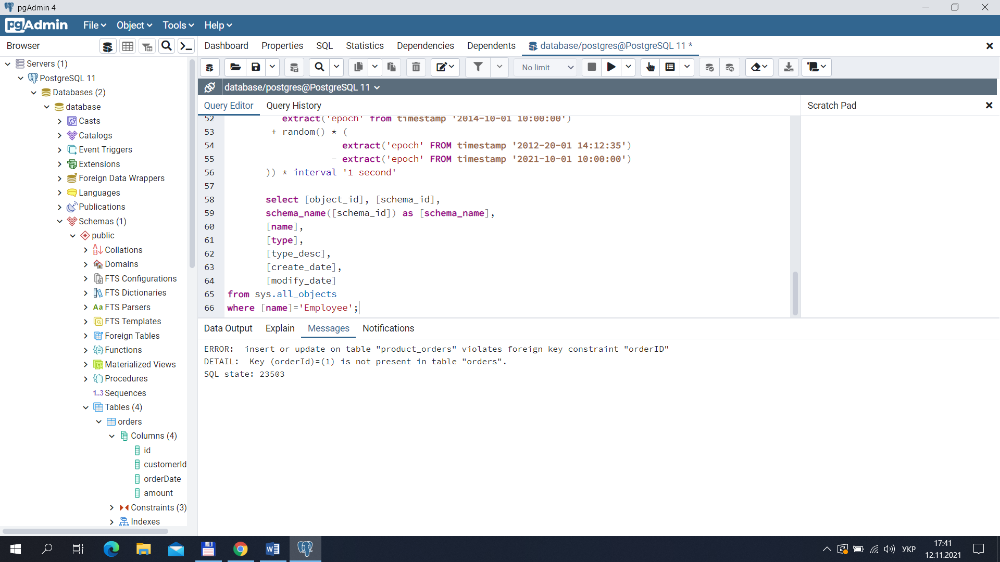 pgAdmin 4
pgAdmin File Object Tools Help
Browser
Dashboard Properties SQL Statistics Dependencies Dependents database/postgres@PostgreSQL 11 *
No limit
database/postgres@PostgreSQL 11
Query Editor Query History
Scratch Pad
Servers (1)
PostgreSQL 11
Databases (2)
database
Casts
Catalogs
Event Triggers
Extensions
Foreign Data Wrappers
Languages
Publications
Schemas (1)
public
Collations
Domains
FTS Configurations
FTS Dictionaries
Aa FTS Parsers
FTS Templates
Foreign Tables
Functions
Materialized Views
Procedures
1..3 Sequences
Tables (4)
orders
Columns (4)
id
customerId
orderDate
amount
Constraints (3)
Indexes
52 extract('epoch' from timestamp '2014-10-01 10:00:00')
53 + random() * (
54 extract('epoch' FROM timestamp '2012-20-01 14:12:35')
55 - extract('epoch' FROM timestamp '2021-10-01 10:00:00')
56 )) * interval '1 second'
57
58 select [object_id], [schema_id],
59 schema_name([schema_id]) as [schema_name],
60 [name],
61 [type],
62 [type_desc],
63 [create_date],
64 [modify_date]
65 from sys.all_objects
66 where [name]='Employee';
Data Output Explain Messages Notifications
ERROR:  insert or update on table "product_orders" violates foreign key constraint "orderID"
DETAIL:  Key (orderId)=(1) is not present in table "orders".
SQL state: 23503
УКР
17:41
12.11.2021